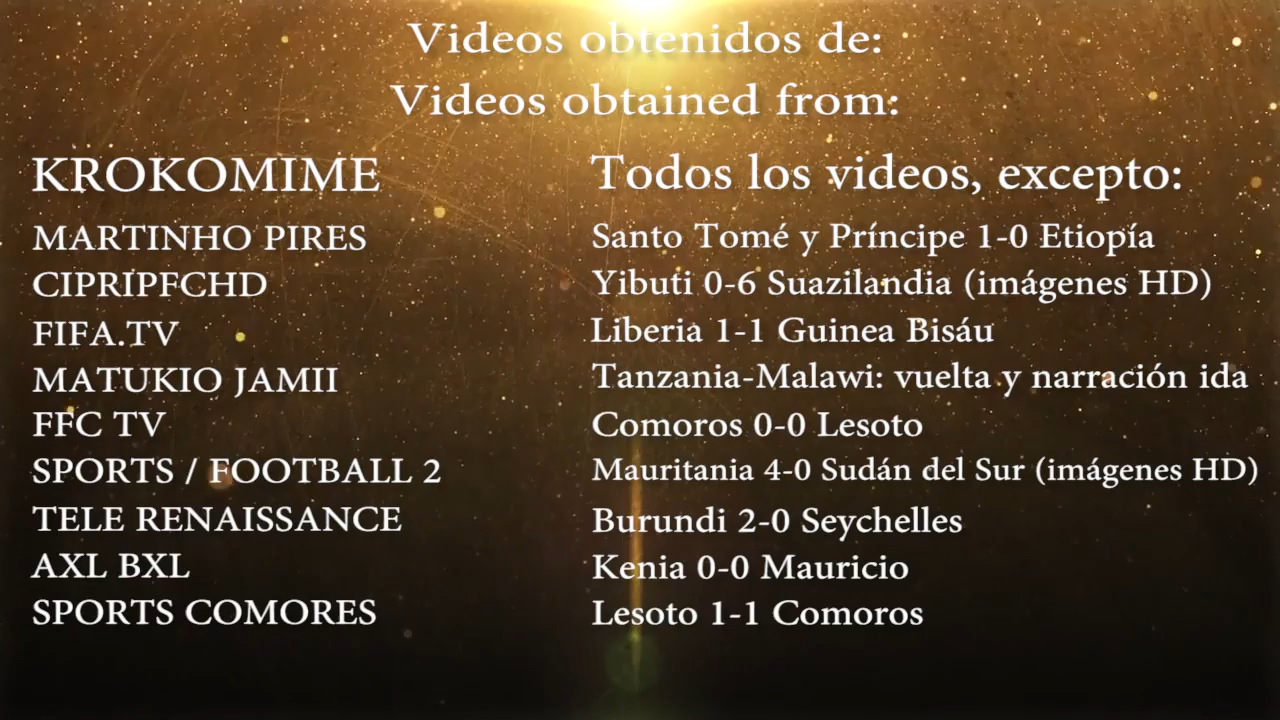 Videos obtenidos de:
Videos obtained from:
KROKOMIME Todos los videos, excepto:
MARTINHO PIRES Santo Tomé y Príncipe 1-0 Etiopía
CIPRIPFCHD Yibuti 0-6 Suazilandia (imágenes HD)
FIFA.TV Liberia 1-1 Guinea Bisáu
MATUKIO JAMII Tanzania-Malawi: vuelta y narración ida
FFC TV Comoros 0-0 Lesoto
SPORTS / FOOTBALL 2 Mauritania 4-0 Sudán del Sur (imágenes HD)
TELE RENAISSANCE Burundi 2-0 Seychelles
AXL BXL Kenia 0-0 Mauricio
SPORTS COMORES Lesoto 1-1 Comoros